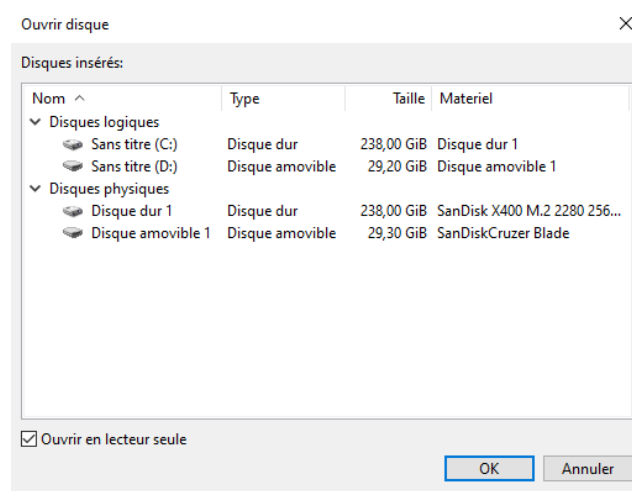 Ouvrir disque
Disques insérés:
Nom Type Taille Materiel
Disques logiques
Sans titre (C:) Disque dur 238,00 GiB Disque dur 1
Sans titre (D:) Disque amovible 29,20 GiB Disque amovible 1
Disques physiques
Disque dur 1 Disque dur 238,00 GiB SanDisk X400 M.2 2280 256...
Disque amovible 1 Disque amovible 29,30 GiB SanDiskCruzer Blade
Ouvrir en lecteur seule
OK Annuler